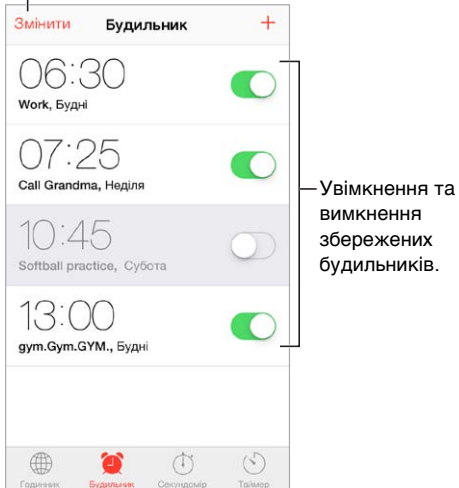 Змінити Будильник +
06:30
Work, Будні
07:25
Call Grandma, Неділя
10:45
Softball practice, Субота
13:00
gym.Gym.GYM., Будні
Увімкнення та
вимкнення
збережених
будильників.
Годинник Будильник Секундомір Таймер